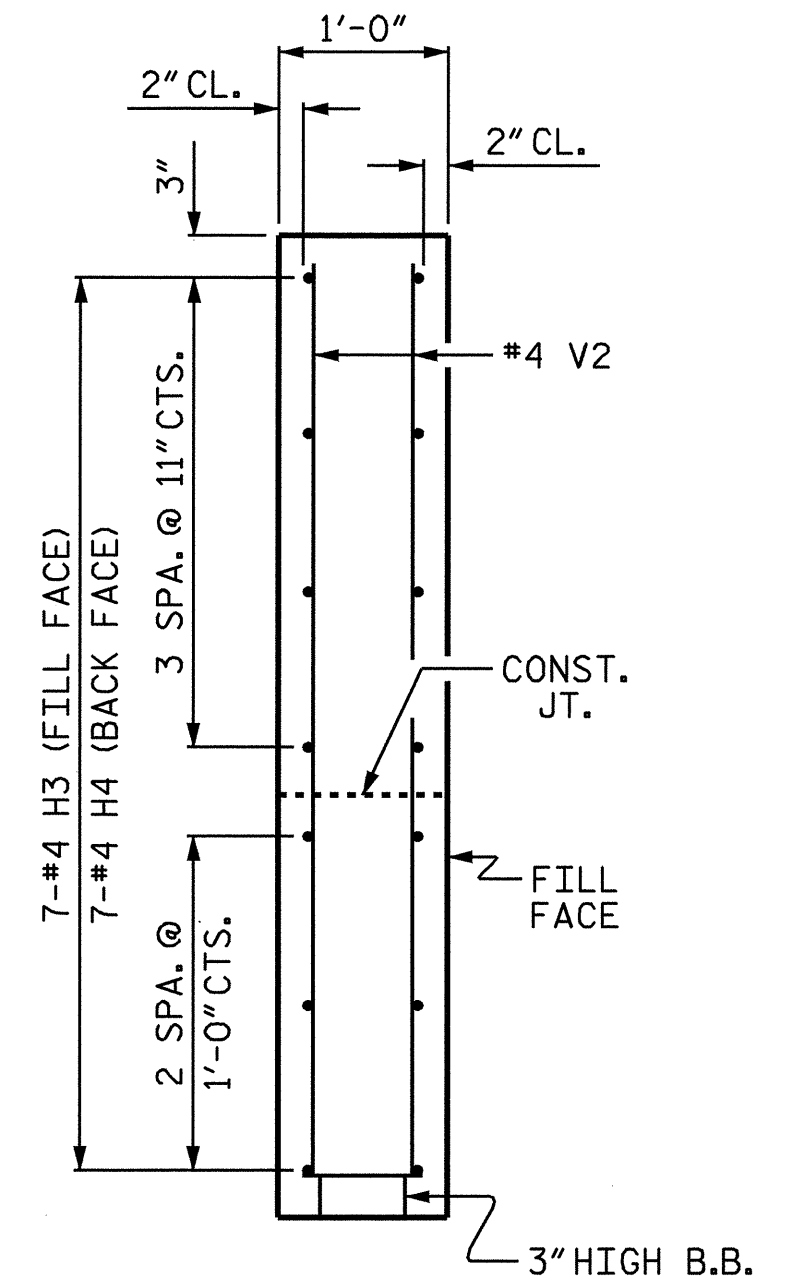 1'-0"
2" CL.
2" CL.
3"
#4 V2
3 SPA. @ 11" CTS.
7-#4 H3 (FILL FACE)
7-#4 H4 (BACK FACE)
CONST.
JT.
FILL
FACE
2 SPA. @
1'-0" CTS.
3" HIGH B.B.